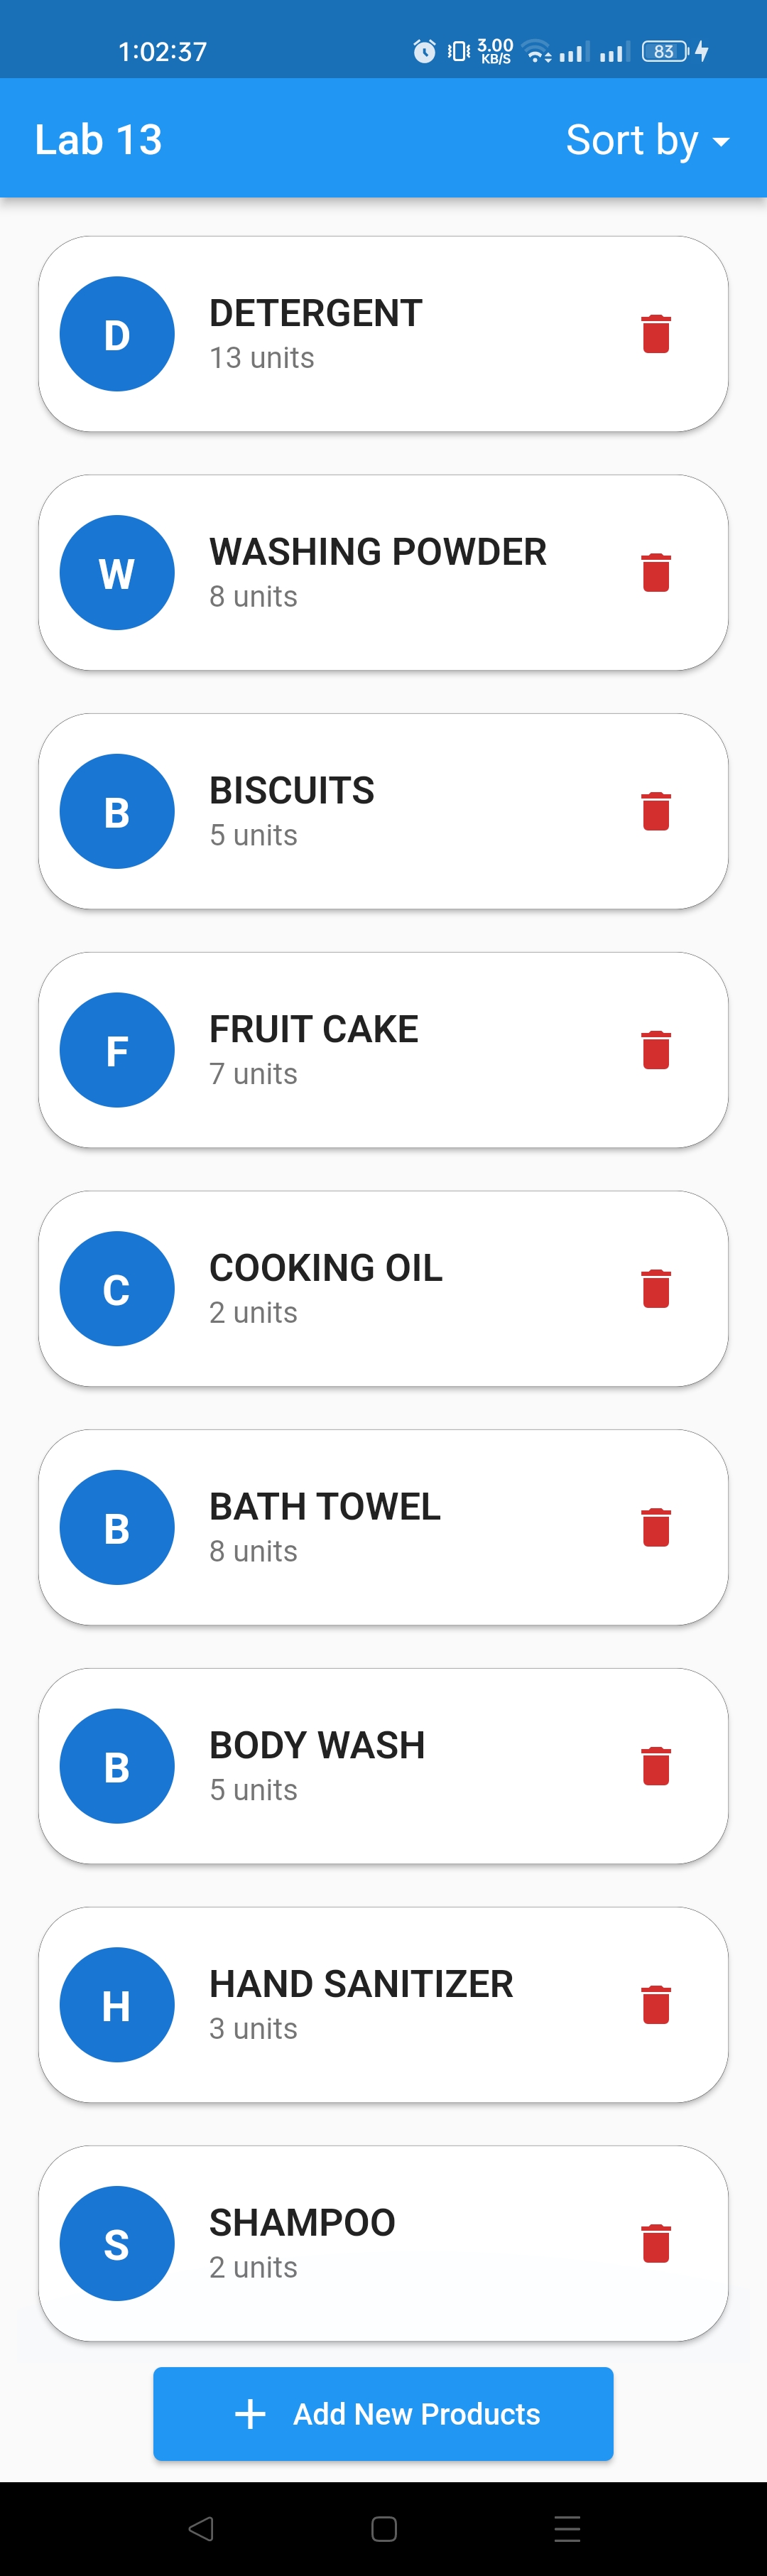 1:02:37
3.00
KB/S
83
Lab 13
Sort by
D
DETERGENT
13 units
W
WASHING POWDER
8 units
B
BISCUITS
5 units
F
FRUIT CAKE
7 units
C
COOKING OIL
2 units
B
BATH TOWEL
8 units
B
BODY WASH
5 units
H
HAND SANITIZER
3 units
S
SHAMPOO
2 units
Add New Products